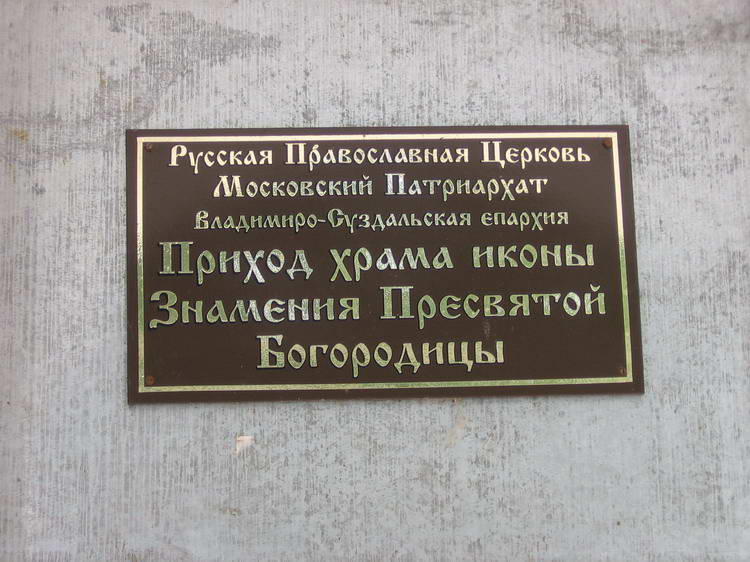 Русская Православная Церковь
Московский Патриархат
Владимиро-Суздальская епархия
Приход храма иконы
Знамения Пресвятой
Богородицы